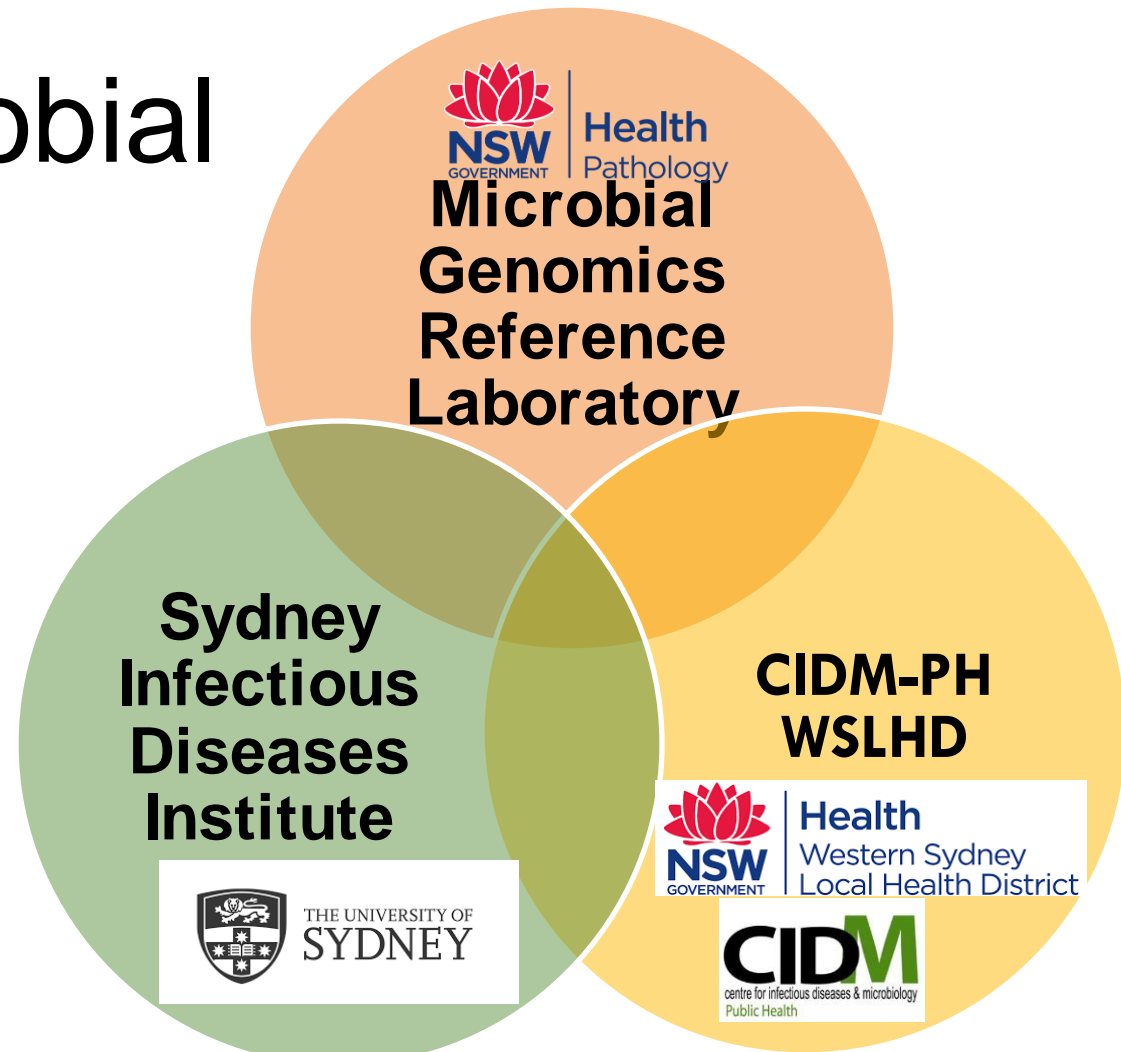 obial
NSW
GOVERNMENT
Health
Pathology
Microbial
Genomics
Reference
Laboratory
Sydney
Infectious
Diseases
Institute
THE UNIVERSITY OF
SYDNEY
CIDM-PH
WSLHD
NSW
GOVERNMENT
Health
Western Sydney
Local Health District
CIDM
centre for infectious diseases & microbiology
Public Health